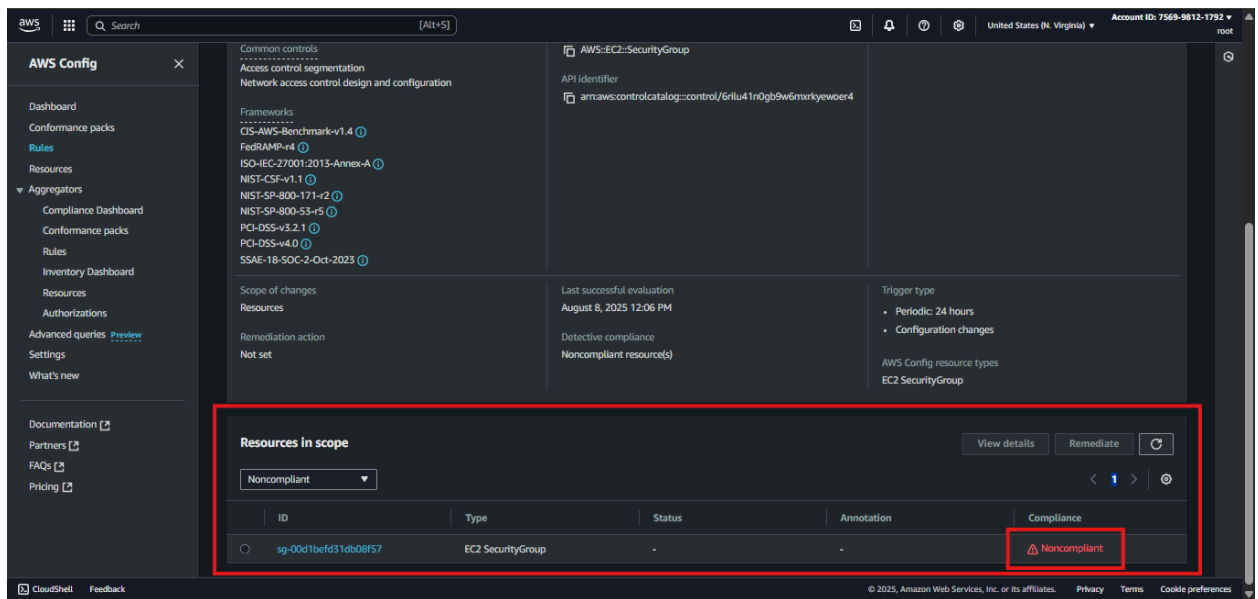 aws
Search
[Alt+S]
United States (N. Virginia)
Account ID: 7569-9812-1792
root
AWS Config
Dashboard
Conformance packs
Rules
Resources
Aggregators
Compliance Dashboard
Conformance packs
Rules
Inventory Dashboard
Resources
Authorizations
Advanced queries Preview
Settings
What's new
Documentation
Partners
FAQs
Pricing
Common controls
Access control segmentation
Network access control design and configuration
Frameworks
CIS-AWS-Benchmark-v1.4
FedRAMP-r4
ISO-IEC-27001:2013-Annex-A
NIST-CSF-v1.1
NIST-SP-800-171-r2
NIST-SP-800-53-r5
PCI-DSS-v3.2.1
PCI-DSS-v4.0
SSAE-18-SOC-2-Oct-2023
AWS::EC2::SecurityGroup
API identifier
arn:aws:controlcatalog:::control/6rilu41n0gb9w6mxrkyewoer4
Scope of changes
Resources
Remediation action
Not set
Last successful evaluation
August 8, 2025 12:06 PM
Detective compliance
Noncompliant resource(s)
Trigger type
• Periodic: 24 hours
• Configuration changes
AWS Config resource types
EC2 SecurityGroup
Resources in scope
View details
Remediate
Noncompliant
1
ID Type Status Annotation Compliance
sg-00d1befd31db08f57 EC2 SecurityGroup - - Noncompliant
CloudShell Feedback
© 2025, Amazon Web Services, Inc. or its affiliates. Privacy Terms Cookie preferences